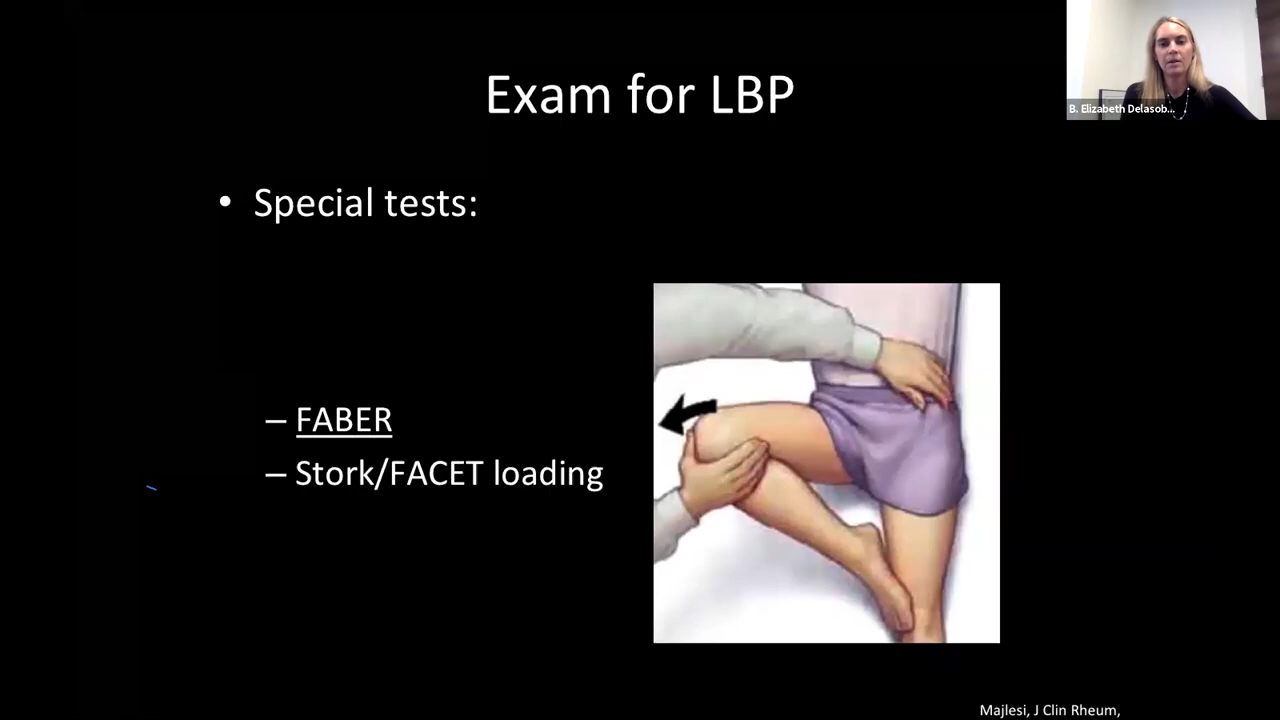 Exam for LBP
B. Elizabeth Delasob...
• Special tests:
– FABER
– Stork/FACET loading
Majlesi, J Clin Rheum,